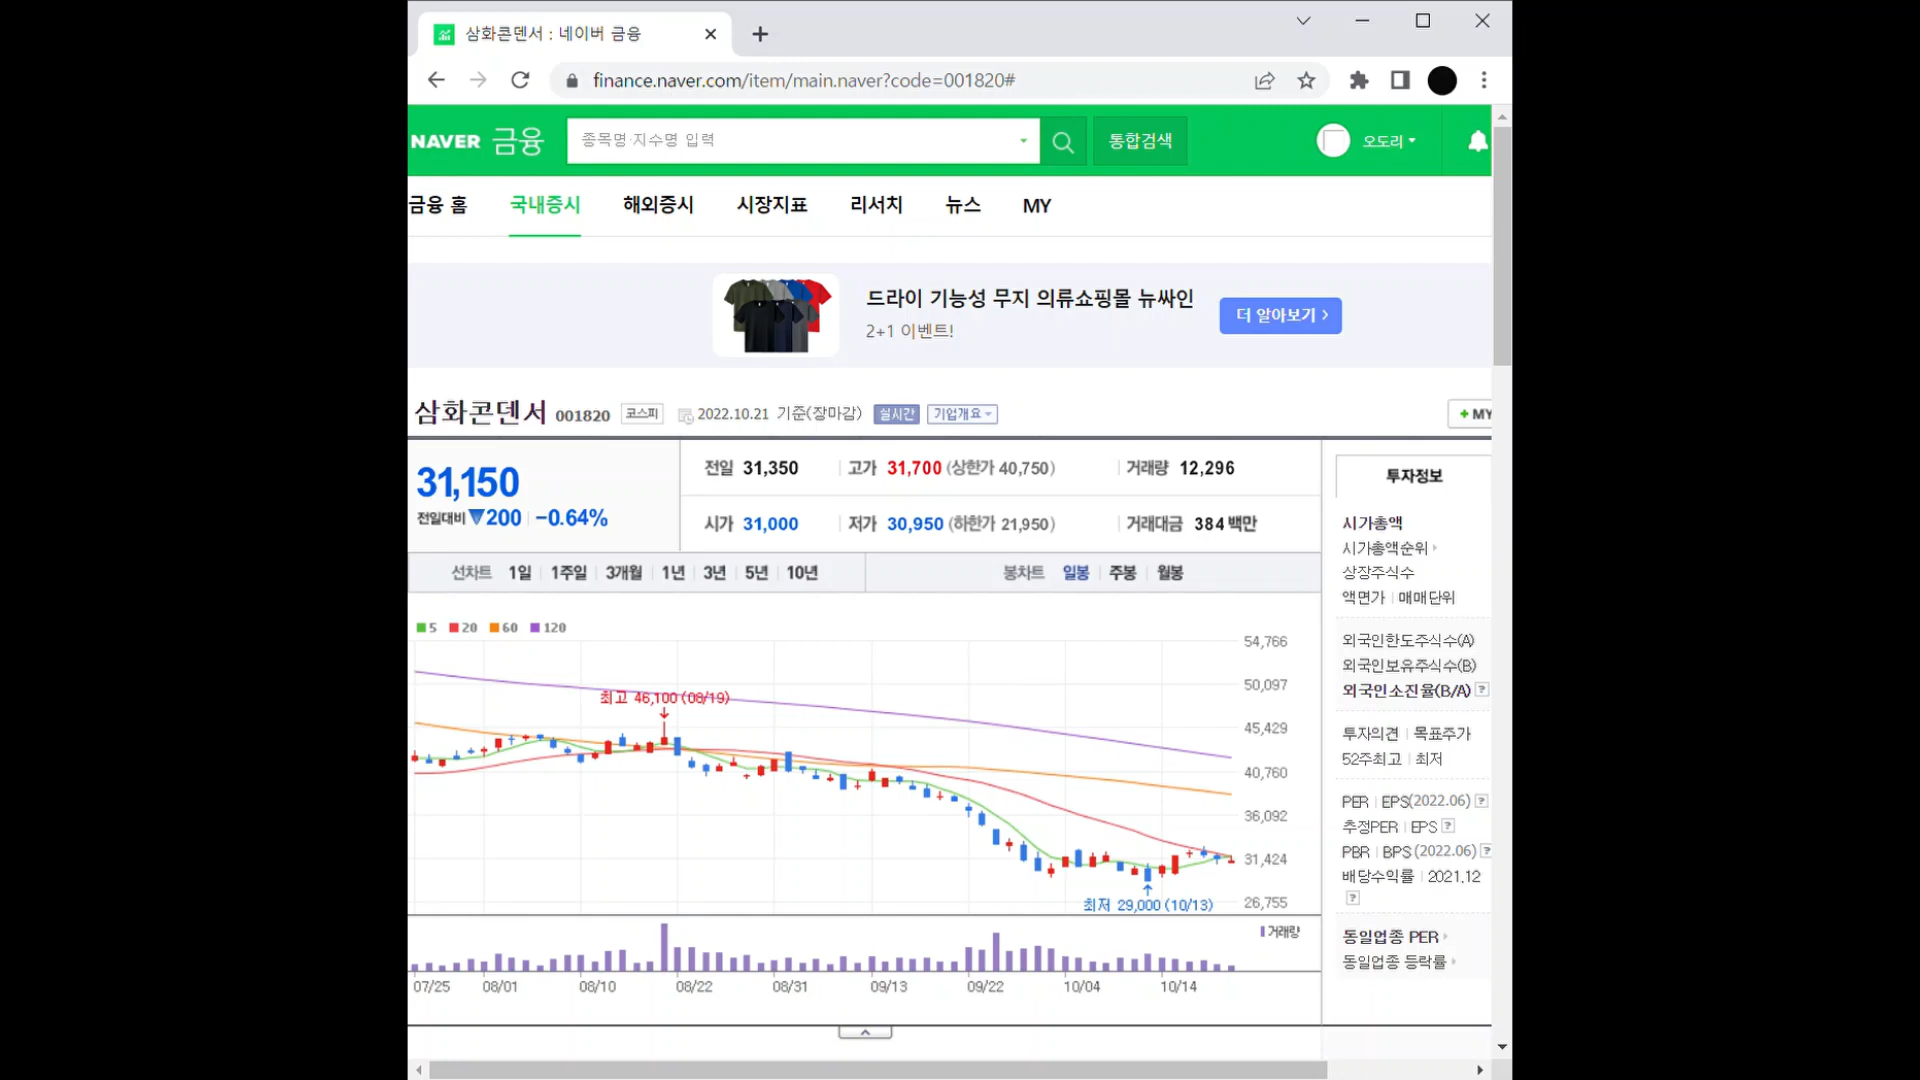 삼화콘덴서 : 네이버 금융
finance.naver.com/item/main.naver?code=001820#
NAVER 금융
종목명·지수명 입력
통합검색
오도리
금융 홈 국내증시 해외증시 시장지표 리서치 뉴스 MY
드라이 기능성 무지 의류쇼핑몰 뉴싸인
2+1 이벤트!
더 알아보기 >
삼화콘덴서 001820 코스피 2022.10.21 기준(장마감) 실시간 기업개요
+ MY
31,150
전일대비 ▼200 -0.64%
전일 31,350 고가 31,700 (상한가 40,750) 거래량 12,296
시가 31,000 저가 30,950 (하한가 21,950) 거래대금 384 백만
선차트 1일 1주일 3개월 1년 3년 5년 10년
봉차트 일봉 주봉 월봉
5 20 60 120
54,766
50,097
45,429
40,760
36,092
31,424
26,755
최고 46,100 (08/19)
최저 29,000 (10/13)
거래량
07/25 08/01 08/10 08/22 08/31 09/13 09/22 10/04 10/14
투자정보
시가총액
시가총액순위
상장주식수
액면가 | 매매단위
외국인한도주식수(A)
외국인보유주식수(B)
외국인소진율(B/A) ?
투자의견 | 목표주가
52주최고 | 최저
PER | EPS(2022.06) ?
추정PER | EPS ?
PBR | BPS (2022.06) ?
배당수익률 | 2021.12
?
동일업종 PER
동일업종 등락률